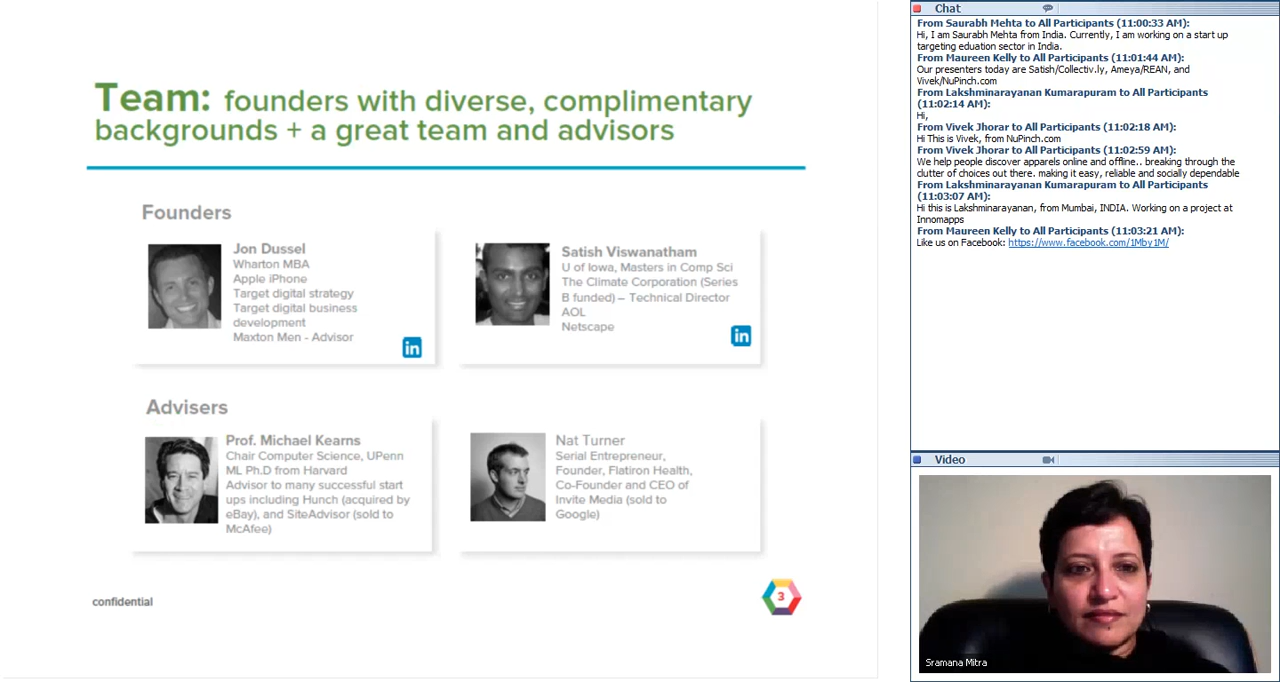 Team: founders with diverse, complimentary
backgrounds + a great team and advisors
Founders
Jon Dussel
Wharton MBA
Apple iPhone
Target digital strategy
Target digital business
development
Maxton Men - Advisor
in
Satish Viswanatham
U of Iowa, Masters in Comp Sci
The Climate Corporation (Series
B funded) – Technical Director
AOL
Netscape
in
Advisers
Prof. Michael Kearns
Chair Computer Science, UPenn
ML Ph.D from Harvard
Advisor to many successful start
ups including Hunch (acquired by
eBay), and SiteAdvisor (sold to
McAfee)
Nat Turner
Serial Entrepreneur,
Founder, Flatiron Health,
Co-Founder and CEO of
Invite Media (sold to
Google)
confidential
3
Chat
From Saurabh Mehta to All Participants (11:00:33 AM):
Hi, I am Saurabh Mehta from India. Currently, I am working on a start up
targeting eduation sector in India.
From Maureen Kelly to All Participants (11:01:44 AM):
Our presenters today are Satish/Collectiv.ly, Ameya/REAN, and
Vivek/NuPinch.com
From Lakshminarayanan Kumarapuram to All Participants
(11:02:14 AM):
Hi,
From Vivek Jhorar to All Participants (11:02:18 AM):
Hi This is Vivek, from NuPinch.com
From Vivek Jhorar to All Participants (11:02:59 AM):
We help people discover apparels online and offline.. breaking through the
clutter of choices out there. making it easy, reliable and socially dependable
From Lakshminarayanan Kumarapuram to All Participants
(11:03:07 AM):
Hi this is Lakshminarayanan, from Mumbai, INDIA. Working on a project at
Innomapps
From Maureen Kelly to All Participants (11:03:21 AM):
Like us on Facebook: https://www.facebook.com/1Mby1M/
Video
Sramana Mitra